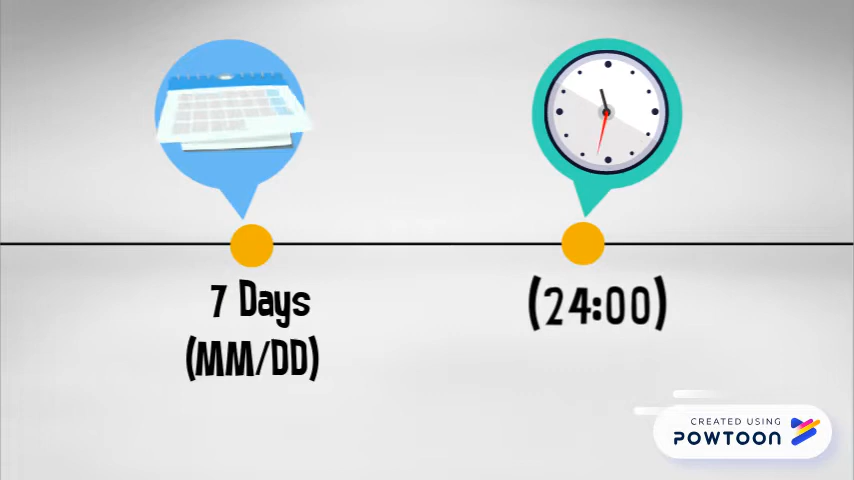 7 Days
(MM/DD)
(24:00)
CREATED USING
POWTOON